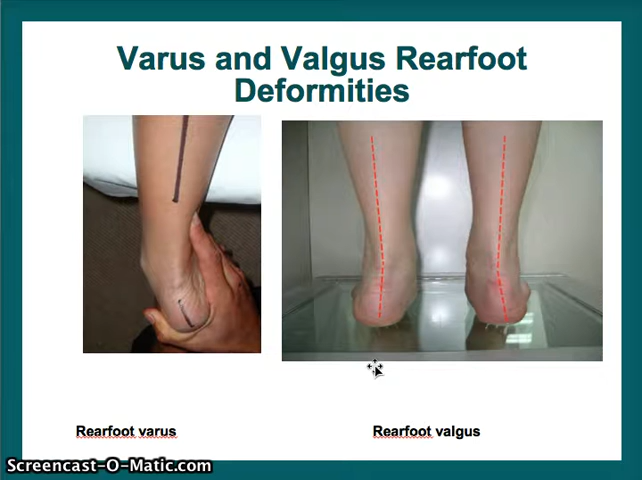 Varus and Valgus Rearfoot
Deformities
Rearfoot varus
Rearfoot valgus
Screencast-O-Matic.com